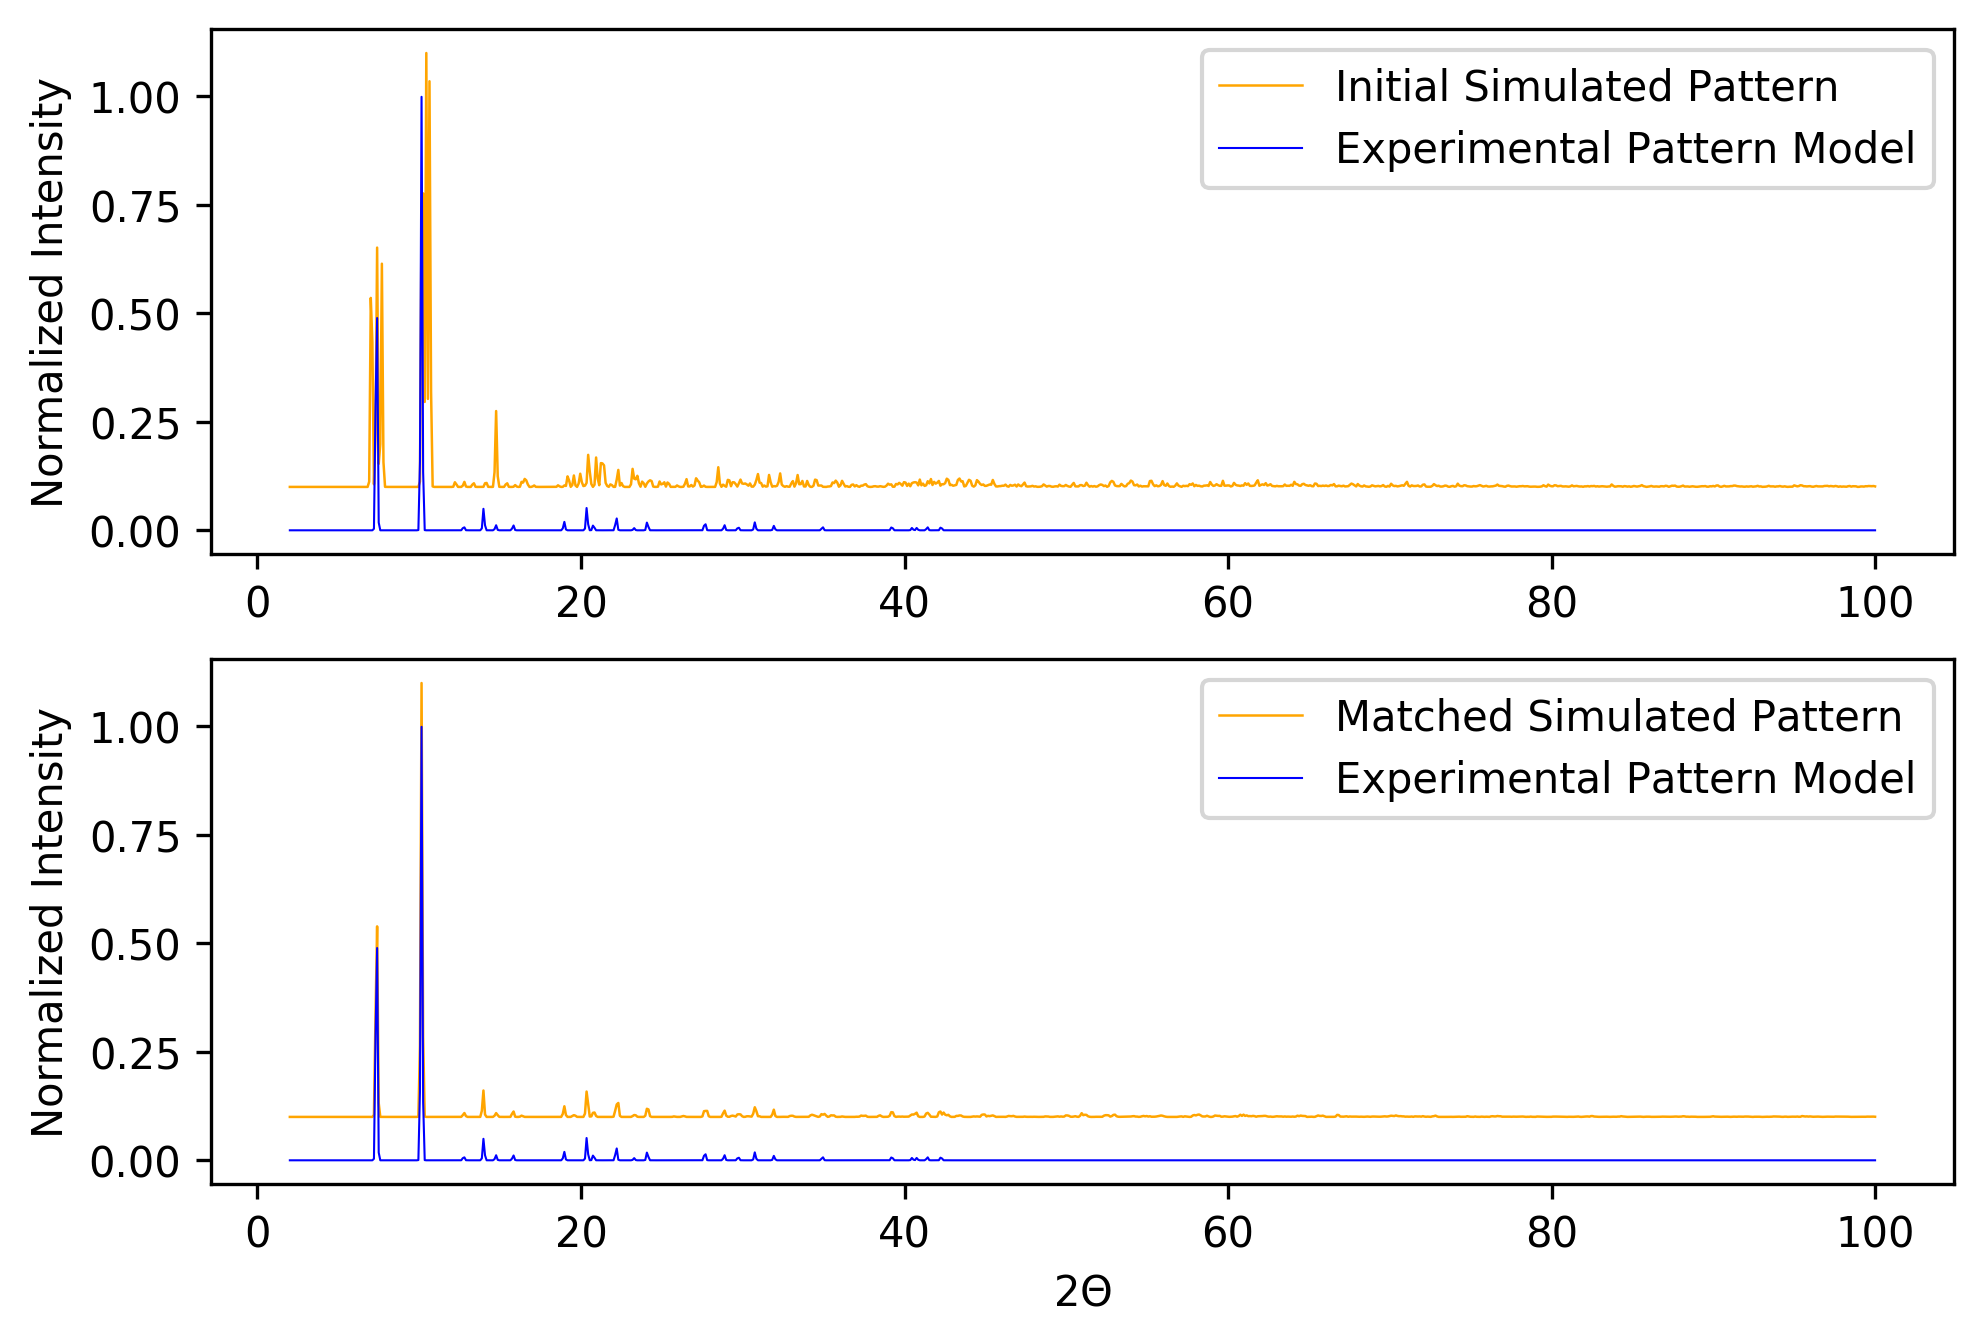 Normalized Intensity
1.00
0.75
0.50
0.25
0.00
Initial Simulated Pattern
Experimental Pattern Model
0 20 40 60 80 100
Normalized Intensity
1.00
0.75
0.50
0.25
0.00
Matched Simulated Pattern
Experimental Pattern Model
0 20 40 60 80 100
2Θ